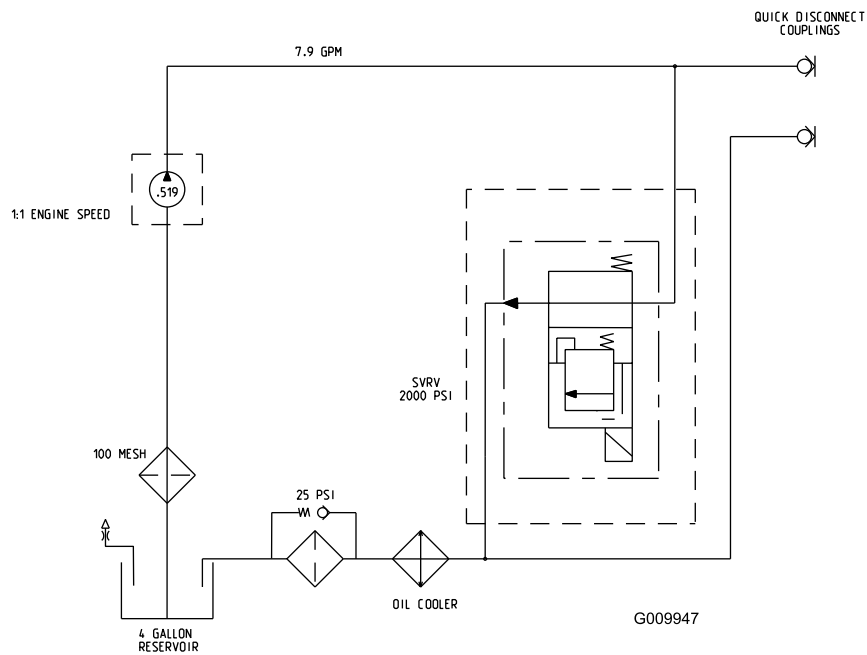 QUICK DISCONNECT
COUPLINGS
7.9 GPM
.519
1:1 ENGINE SPEED
SVRV
2000 PSI
100 MESH
25 PSI
OIL COOLER
G009947
4 GALLON
RESERVOIR